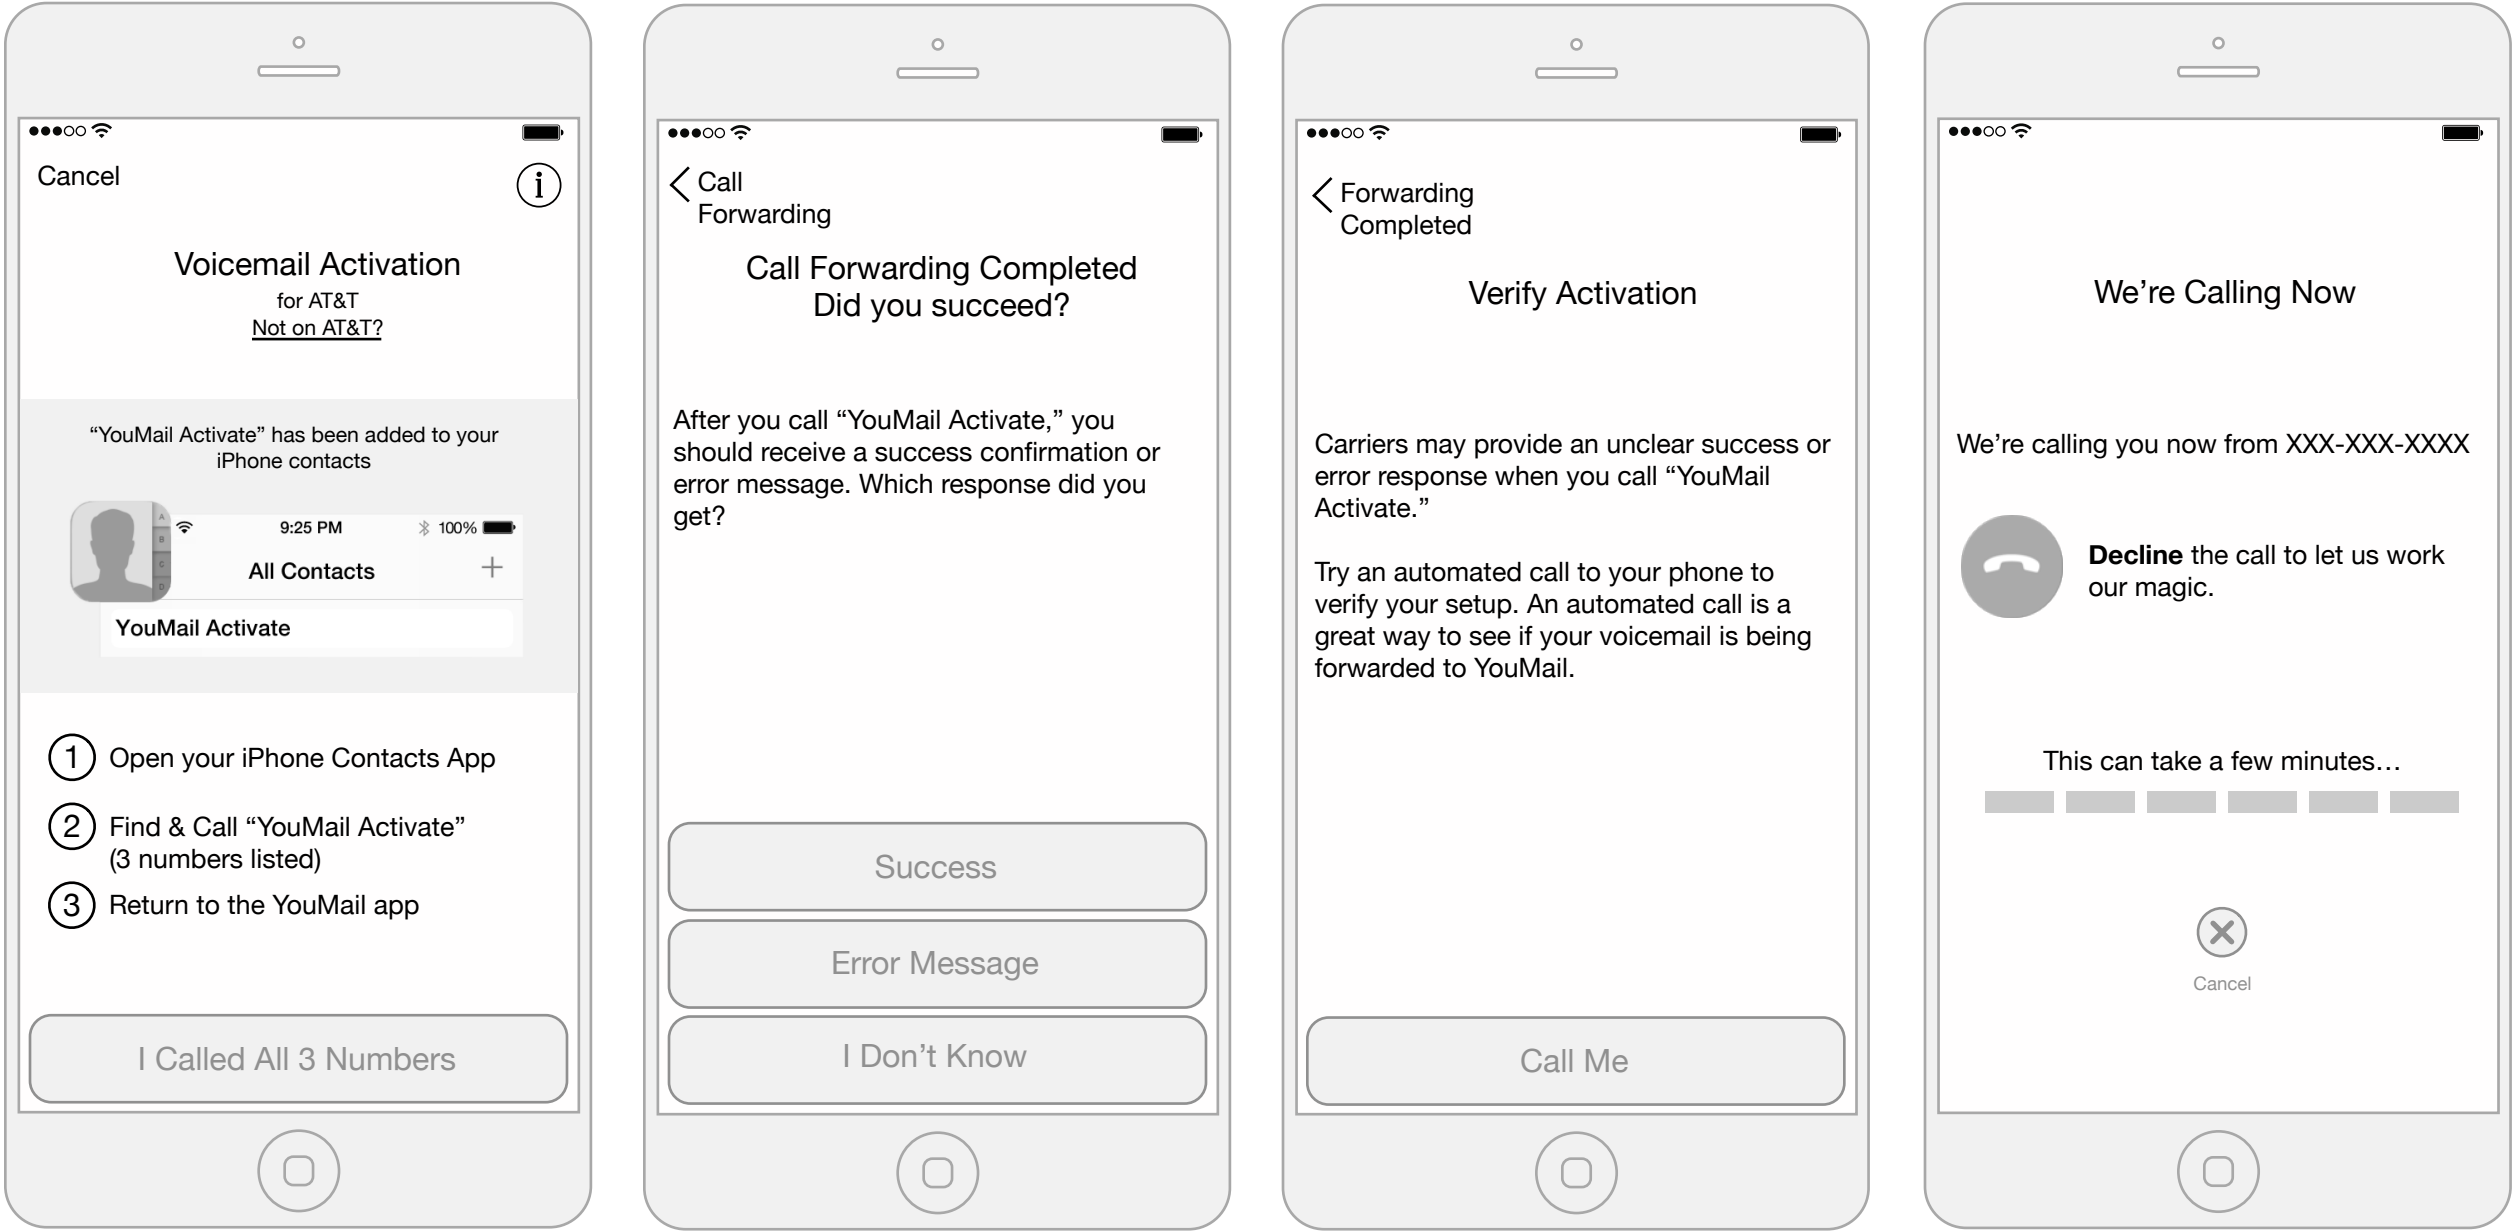 Cancel
i
Voicemail Activation
for AT&T
Not on AT&T?
“YouMail Activate” has been added to your
iPhone contacts
A
B
C
D
9:25 PM
100%
All Contacts
+
YouMail Activate
1 Open your iPhone Contacts App
2 Find & Call “YouMail Activate”
(3 numbers listed)
3 Return to the YouMail app
I Called All 3 Numbers
Call
Forwarding
Call Forwarding Completed
Did you succeed?
After you call “YouMail Activate,” you
should receive a success confirmation or
error message. Which response did you
get?
Success
Error Message
I Don’t Know
Forwarding
Completed
Verify Activation
Carriers may provide an unclear success or
error response when you call “YouMail
Activate.”
Try an automated call to your phone to
verify your setup. An automated call is a
great way to see if your voicemail is being
forwarded to YouMail.
Call Me
We’re Calling Now
We’re calling you now from XXX-XXX-XXXX
Decline the call to let us work
our magic.
This can take a few minutes…
Cancel